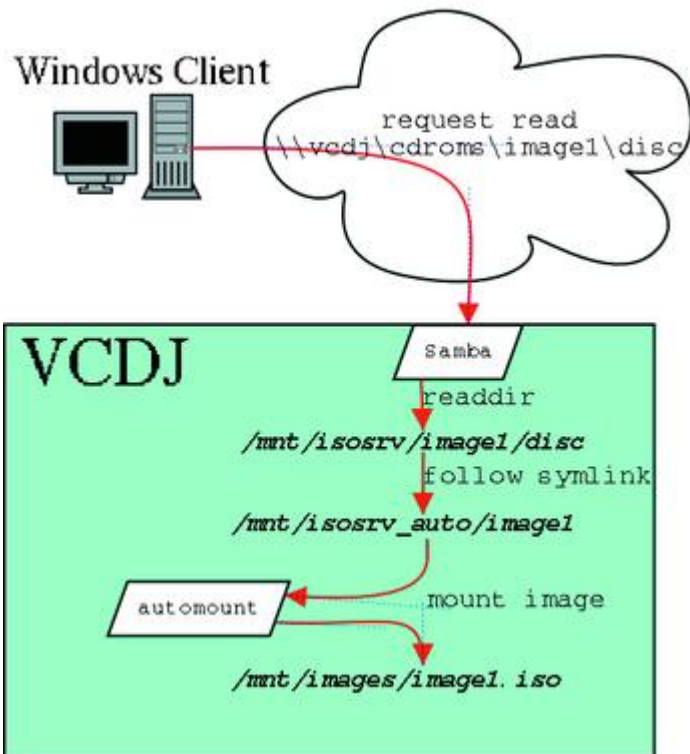 Windows Client
request read
\\vcdj\cdroms\image1\disc
VCDJ
Samba
readdir
/mnt/isosrv/image1/disc
follow symlink
/mnt/isosrv_auto/image1
automount
mount image
/mnt/images/image1.iso